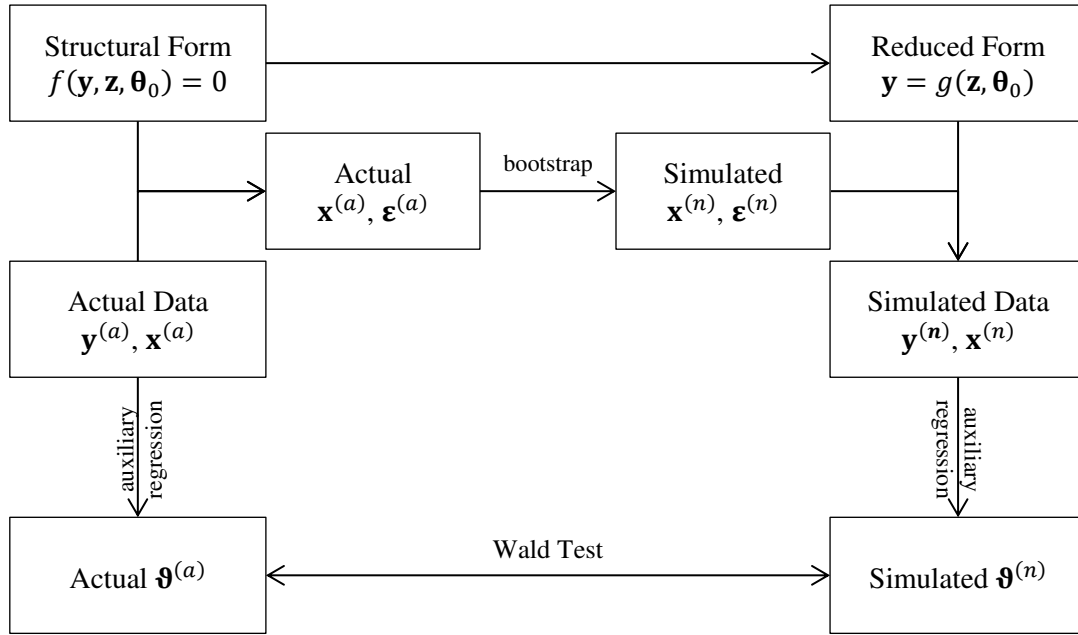 Structural Form
f(𝐲, 𝐳, 𝛉₀) = 0
Reduced Form
𝐲 = g(𝐳, 𝛉₀)
Actual
𝐱⁽ᵃ⁾, 𝛆⁽ᵃ⁾
bootstrap
Simulated
𝐱⁽ⁿ⁾, 𝛆⁽ⁿ⁾
Actual Data
𝐲⁽ᵃ⁾, 𝐱⁽ᵃ⁾
Simulated Data
𝐲⁽ⁿ⁾, 𝐱⁽ⁿ⁾
auxiliary
regression
auxiliary
regression
Actual 𝛝⁽ᵃ⁾
Wald Test
Simulated 𝛝⁽ⁿ⁾